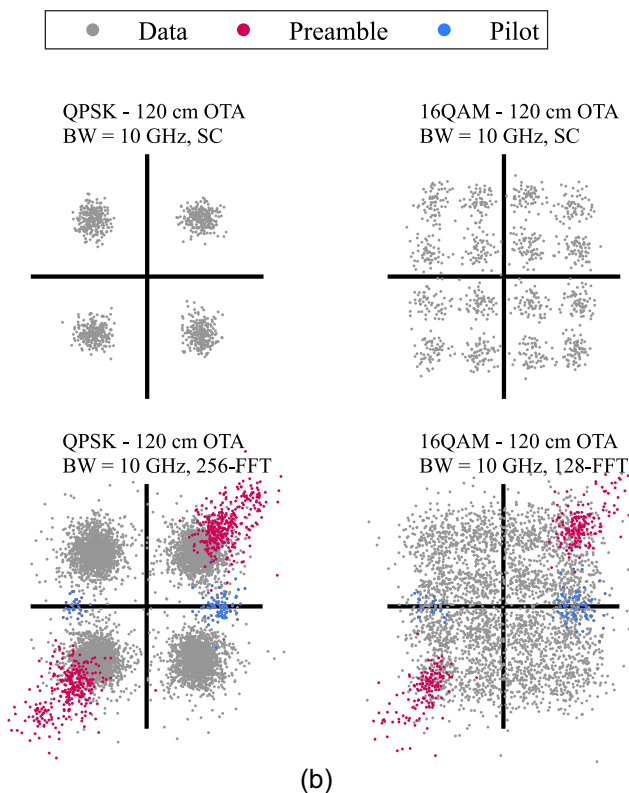 Data Preamble Pilot
QPSK - 120 cm OTA
BW = 10 GHz, SC
16QAM - 120 cm OTA
BW = 10 GHz, SC
QPSK - 120 cm OTA
BW = 10 GHz, 256-FFT
16QAM - 120 cm OTA
BW = 10 GHz, 128-FFT
(b)